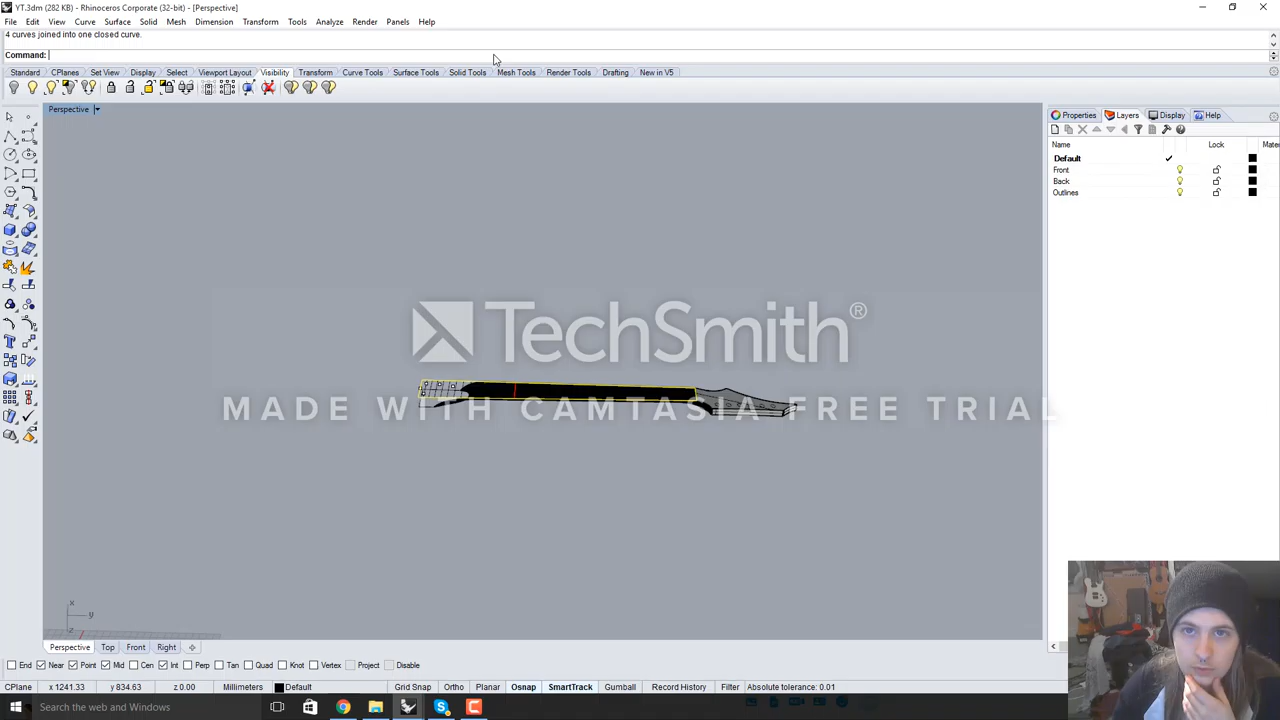 YT.3dm (282 KB) - Rhinoceros Corporate (32-bit) - [Perspective]
File Edit View Curve Surface Solid Mesh Dimension Transform Tools Analyze Render Panels Help
4 curves joined into one closed curve.
Command:
Standard CPlanes Set View Display Select Viewport Layout Visibility Transform Curve Tools Surface Tools Solid Tools Mesh Tools Render Tools Drafting New in V5
Perspective
Properties Layers Display Help
Name Lock Mate
Default
Front
Back
Outlines
TechSmith®
MADE WITH CAMTASIA FREE TRIAL
x
y
z
Perspective Top Front Right
End Near Point Mid Cen Int Perp Tan Quad Knot Vertex Project Disable
CPlane x 1241.33 y 834.63 z 0.00 Millimeters Default Grid Snap Ortho Planar Osnap SmartTrack Gumball Record History Filter Absolute tolerance: 0.01
Search the web and Windows